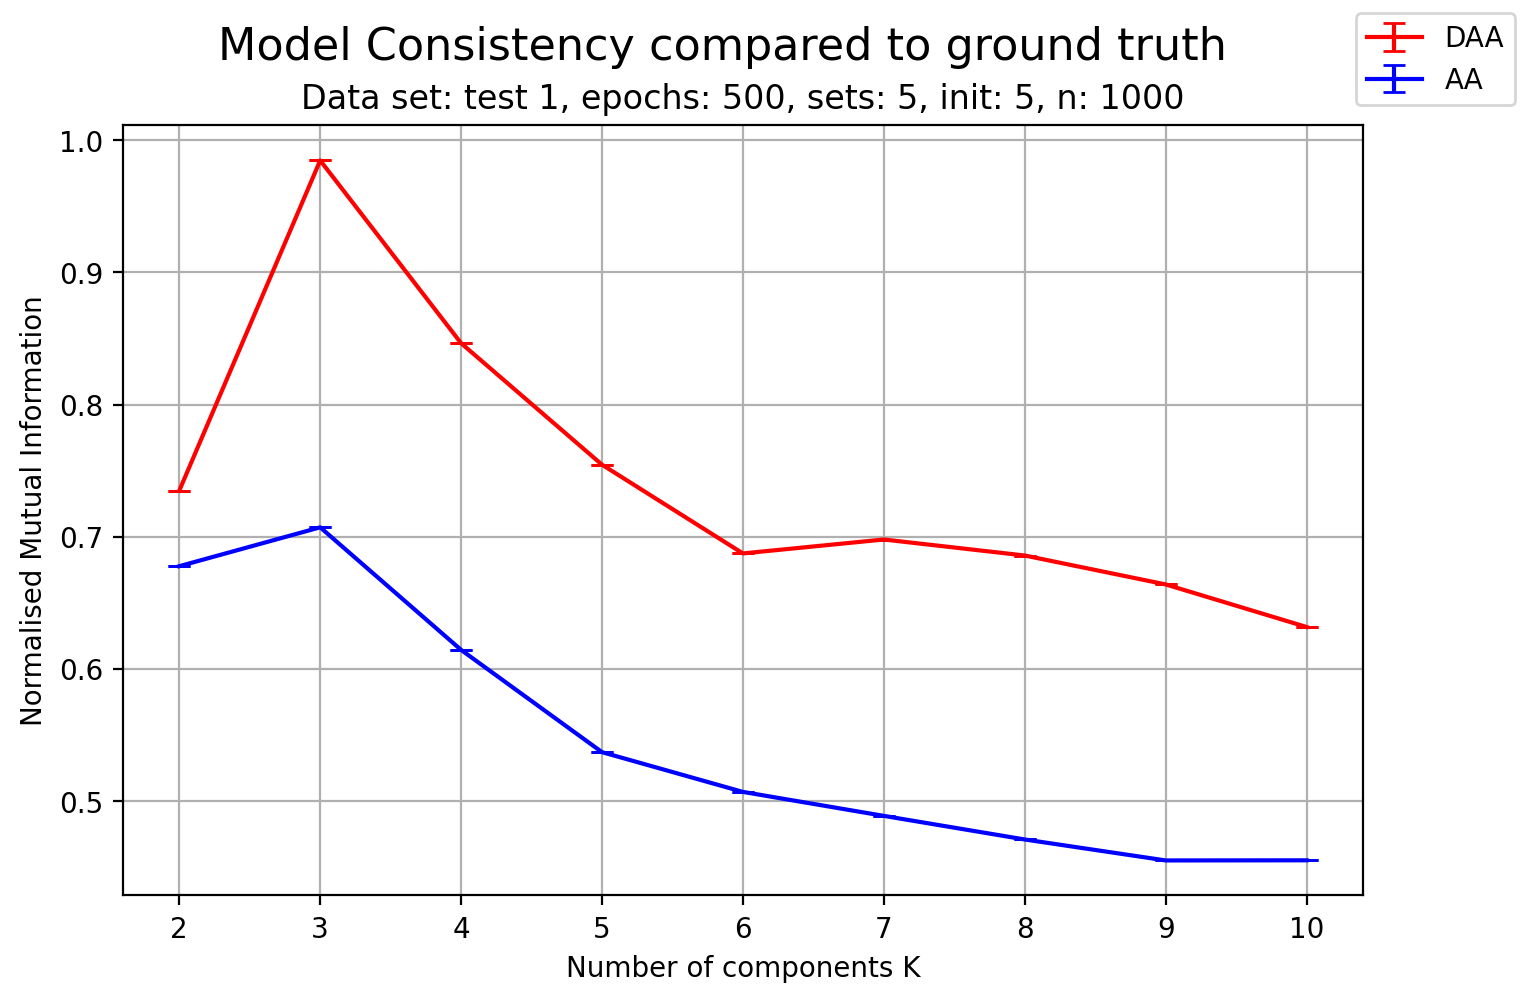 Model Consistency compared to ground truth
Data set: test 1, epochs: 500, sets: 5, init: 5, n: 1000
DAA
AA
Normalised Mutual Information
1.0
0.9
0.8
0.7
0.6
0.5
2 3 4 5 6 7 8 9 10
Number of components K